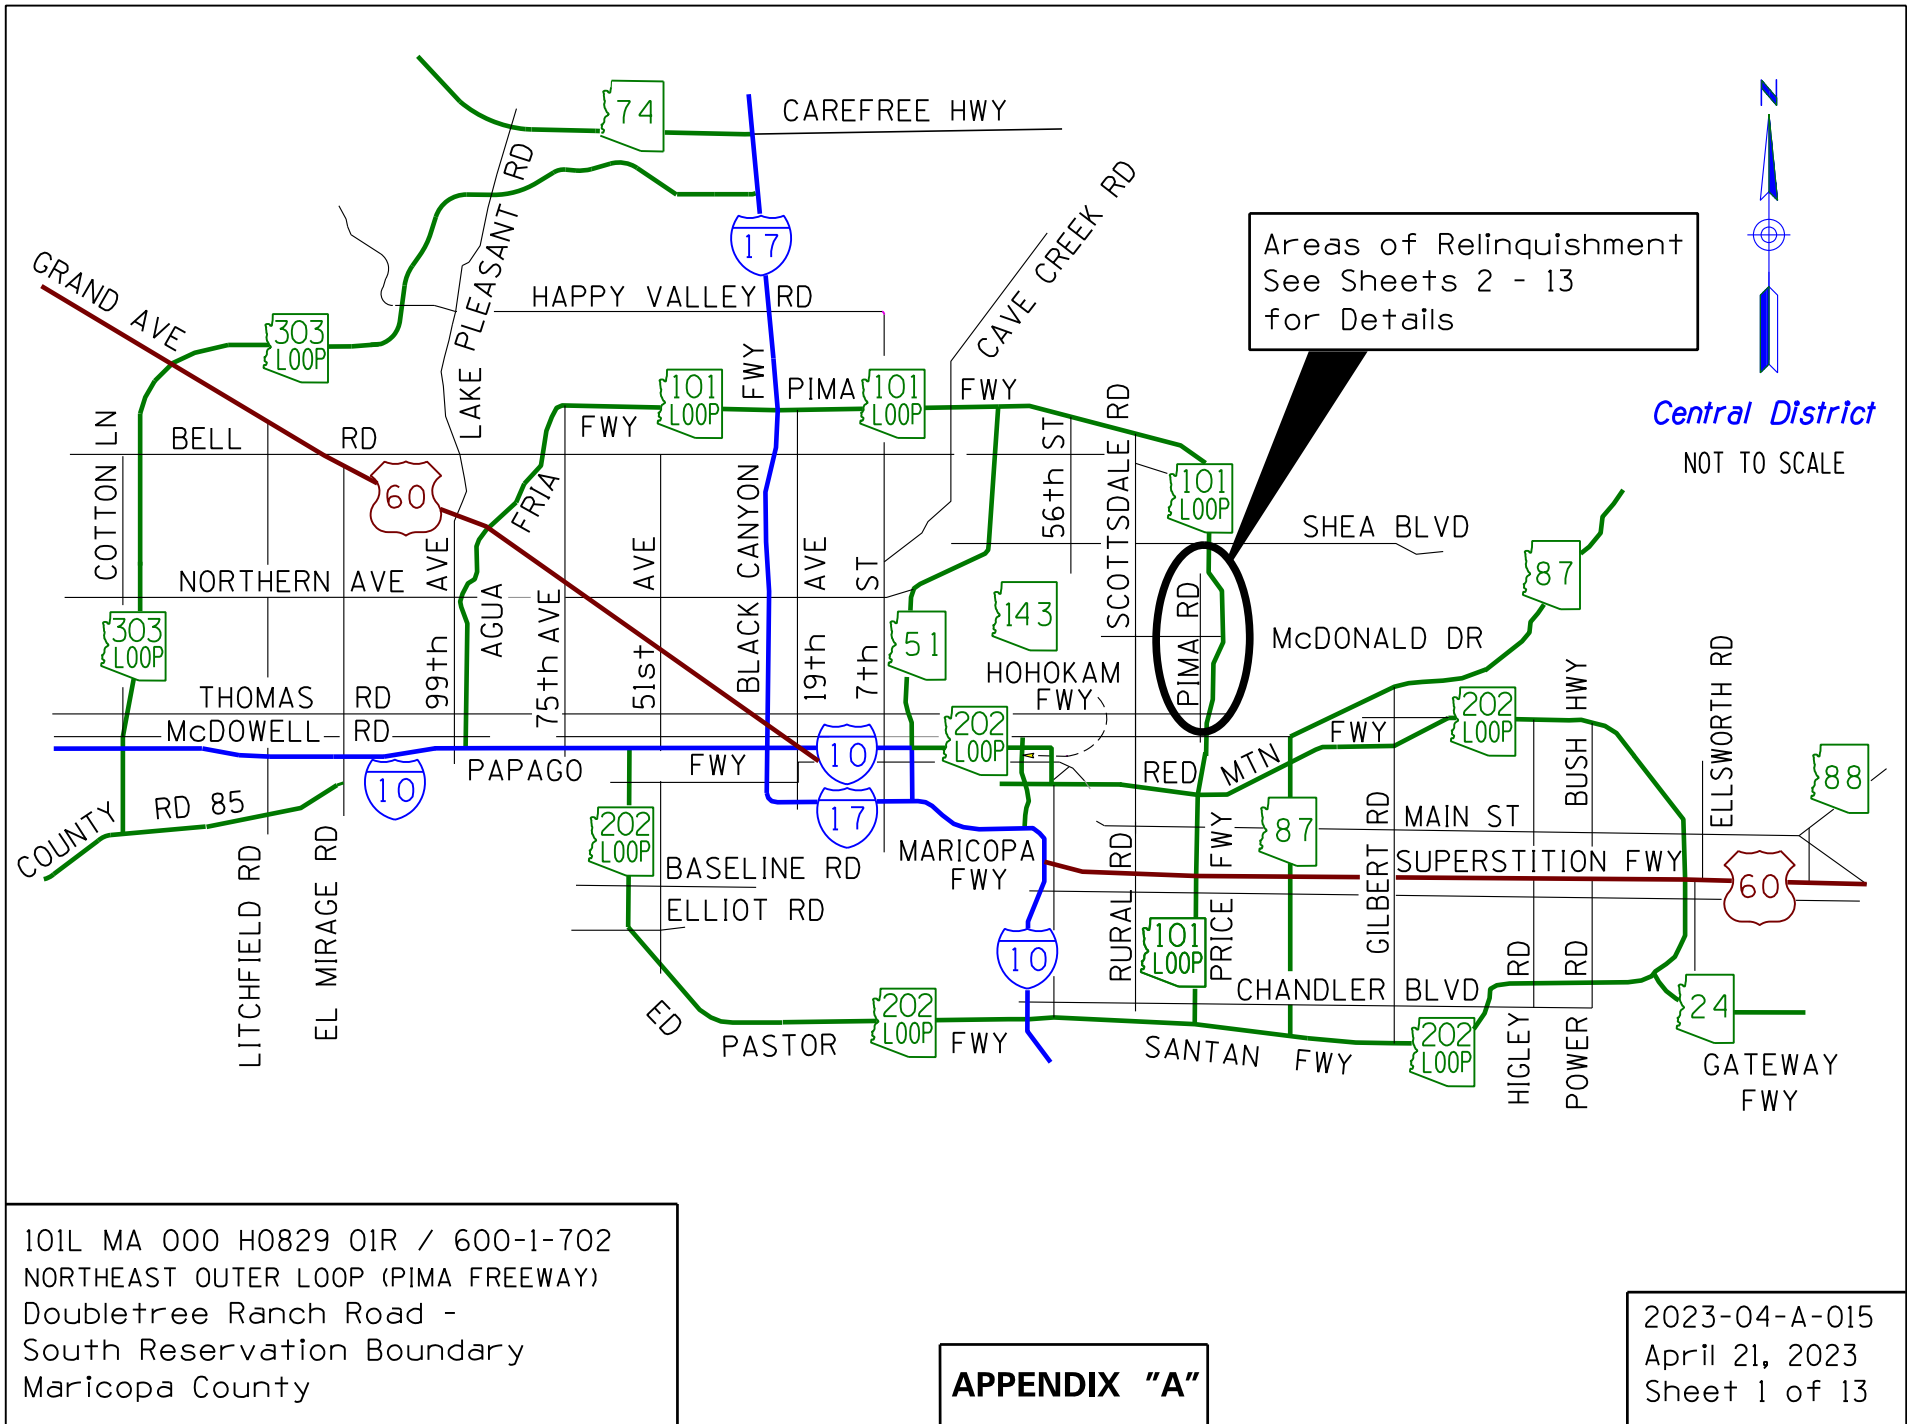 74
CAREFREE HWY
N
LAKE PLEASANT RD
17
CAVE CREEK RD
Areas of Relinquishment
See Sheets 2 - 13
for Details
GRAND AVE
HAPPY VALLEY RD
303
LOOP
101
LOOP
FWY
PIMA
101
LOOP
FWY
FWY
Central District
NOT TO SCALE
COTTON LN
BELL RD
60
FRIA
BLACK CANYON
56th ST
SCOTTSDALE RD
101
LOOP
SHEA BLVD
NORTHERN AVE
99th AVE
AGUA
75th AVE
51st AVE
19th AVE
7th ST
143
87
303
LOOP
51
PIMA RD
McDONALD DR
HOHOKAM
FWY
THOMAS RD
McDOWELL RD
202
LOOP
202
LOOP
BUSH HWY
ELLSWORTH RD
10
PAPAGO FWY
10
RED MTN FWY
88
COUNTY RD 85
17
202
LOOP
87
MAIN ST
MARICOPA
FWY
SUPERSTITION FWY
60
BASELINE RD
ELLIOT RD
LITCHFIELD RD
EL MIRAGE RD
RURAL RD
PRICE FWY
GILBERT RD
10
101
LOOP
CHANDLER BLVD
HIGLEY RD
POWER RD
24
ED PASTOR FWY
202
LOOP
SANTAN FWY
202
LOOP
GATEWAY
FWY
101L MA 000 H0829 01R / 600-1-702
NORTHEAST OUTER LOOP (PIMA FREEWAY)
Doubletree Ranch Road -
South Reservation Boundary
Maricopa County
APPENDIX "A"
2023-04-A-015
April 21, 2023
Sheet 1 of 13